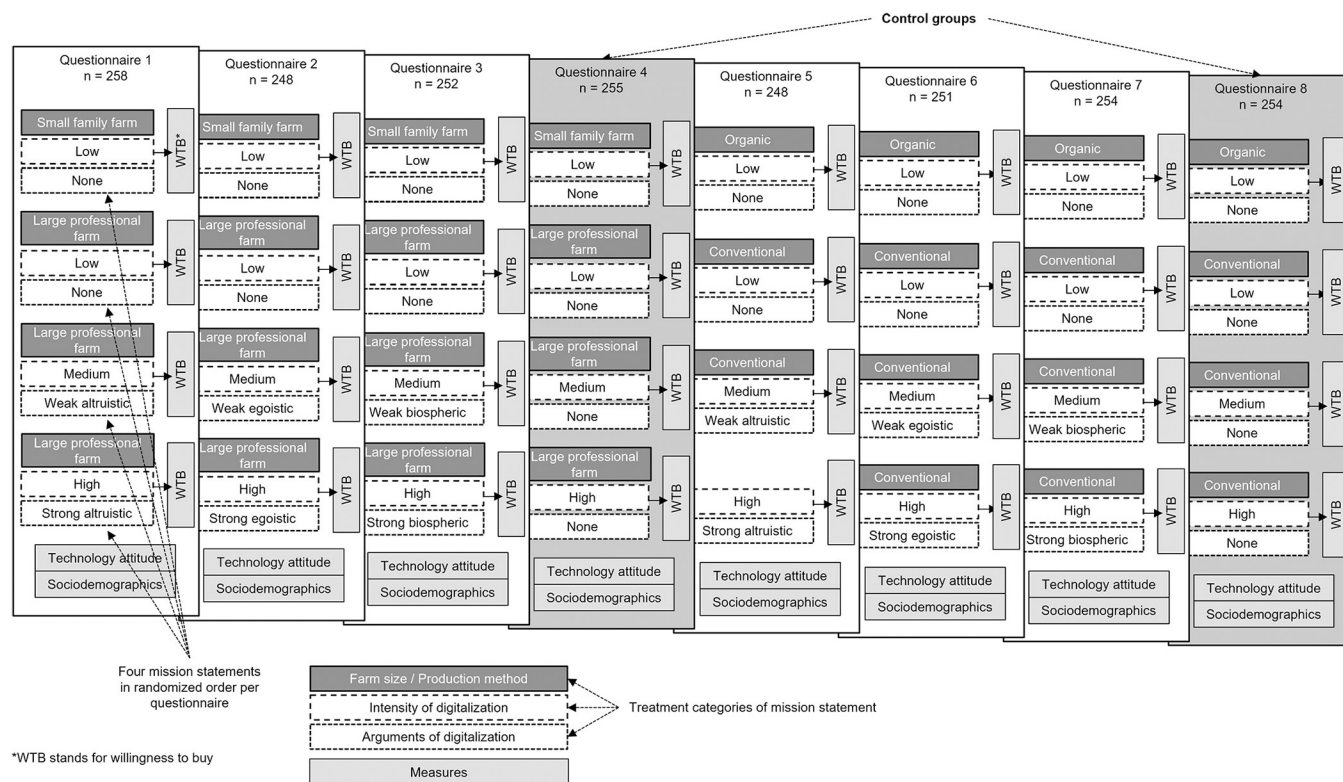 Control groups
Questionnaire 1
n = 258
Small family farm
Low
None
WTB*
Large professional
farm
Low
None
WTB
Large professional
farm
Medium
Weak altruistic
WTB
Large professional
farm
High
Strong altruistic
WTB
Technology attitude
Sociodemographics
Questionnaire 2
n = 248
Small family farm
Low
None
WTB
Large professional
farm
Low
None
WTB
Large professional
farm
Medium
Weak egoistic
WTB
Large professional
farm
High
Strong egoistic
WTB
Technology attitude
Sociodemographics
Questionnaire 3
n = 252
Small family farm
Low
None
WTB
Large professional
farm
Low
None
WTB
Large professional
farm
Medium
Weak biospheric
WTB
Large professional
farm
High
Strong biospheric
WTB
Technology attitude
Sociodemographics
Questionnaire 4
n = 255
Small family farm
Low
None
WTB
Large professional
farm
Low
None
WTB
Large professional
farm
Medium
None
WTB
Large professional
farm
High
None
WTB
Technology attitude
Sociodemographics
Questionnaire 5
n = 248
Organic
Low
None
WTB
Conventional
Low
None
WTB
Conventional
Medium
Weak altruistic
WTB
High
Strong altruistic
WTB
Technology attitude
Sociodemographics
Questionnaire 6
n = 251
Organic
Low
None
WTB
Conventional
Low
None
WTB
Conventional
Medium
Weak egoistic
WTB
Conventional
High
Strong egoistic
WTB
Technology attitude
Sociodemographics
Questionnaire 7
n = 254
Organic
Low
None
WTB
Conventional
Low
None
WTB
Conventional
Medium
Weak biospheric
WTB
Conventional
High
Strong biospheric
WTB
Technology attitude
Sociodemographics
Questionnaire 8
n = 254
Organic
Low
None
WTB
Conventional
Low
None
WTB
Conventional
Medium
None
WTB
Conventional
High
None
WTB
Technology attitude
Sociodemographics
Four mission statements
in randomized order per
questionnaire
Farm size / Production method
Intensity of digitalization
Arguments of digitalization
Measures
Treatment categories of mission statement
*WTB stands for willingness to buy